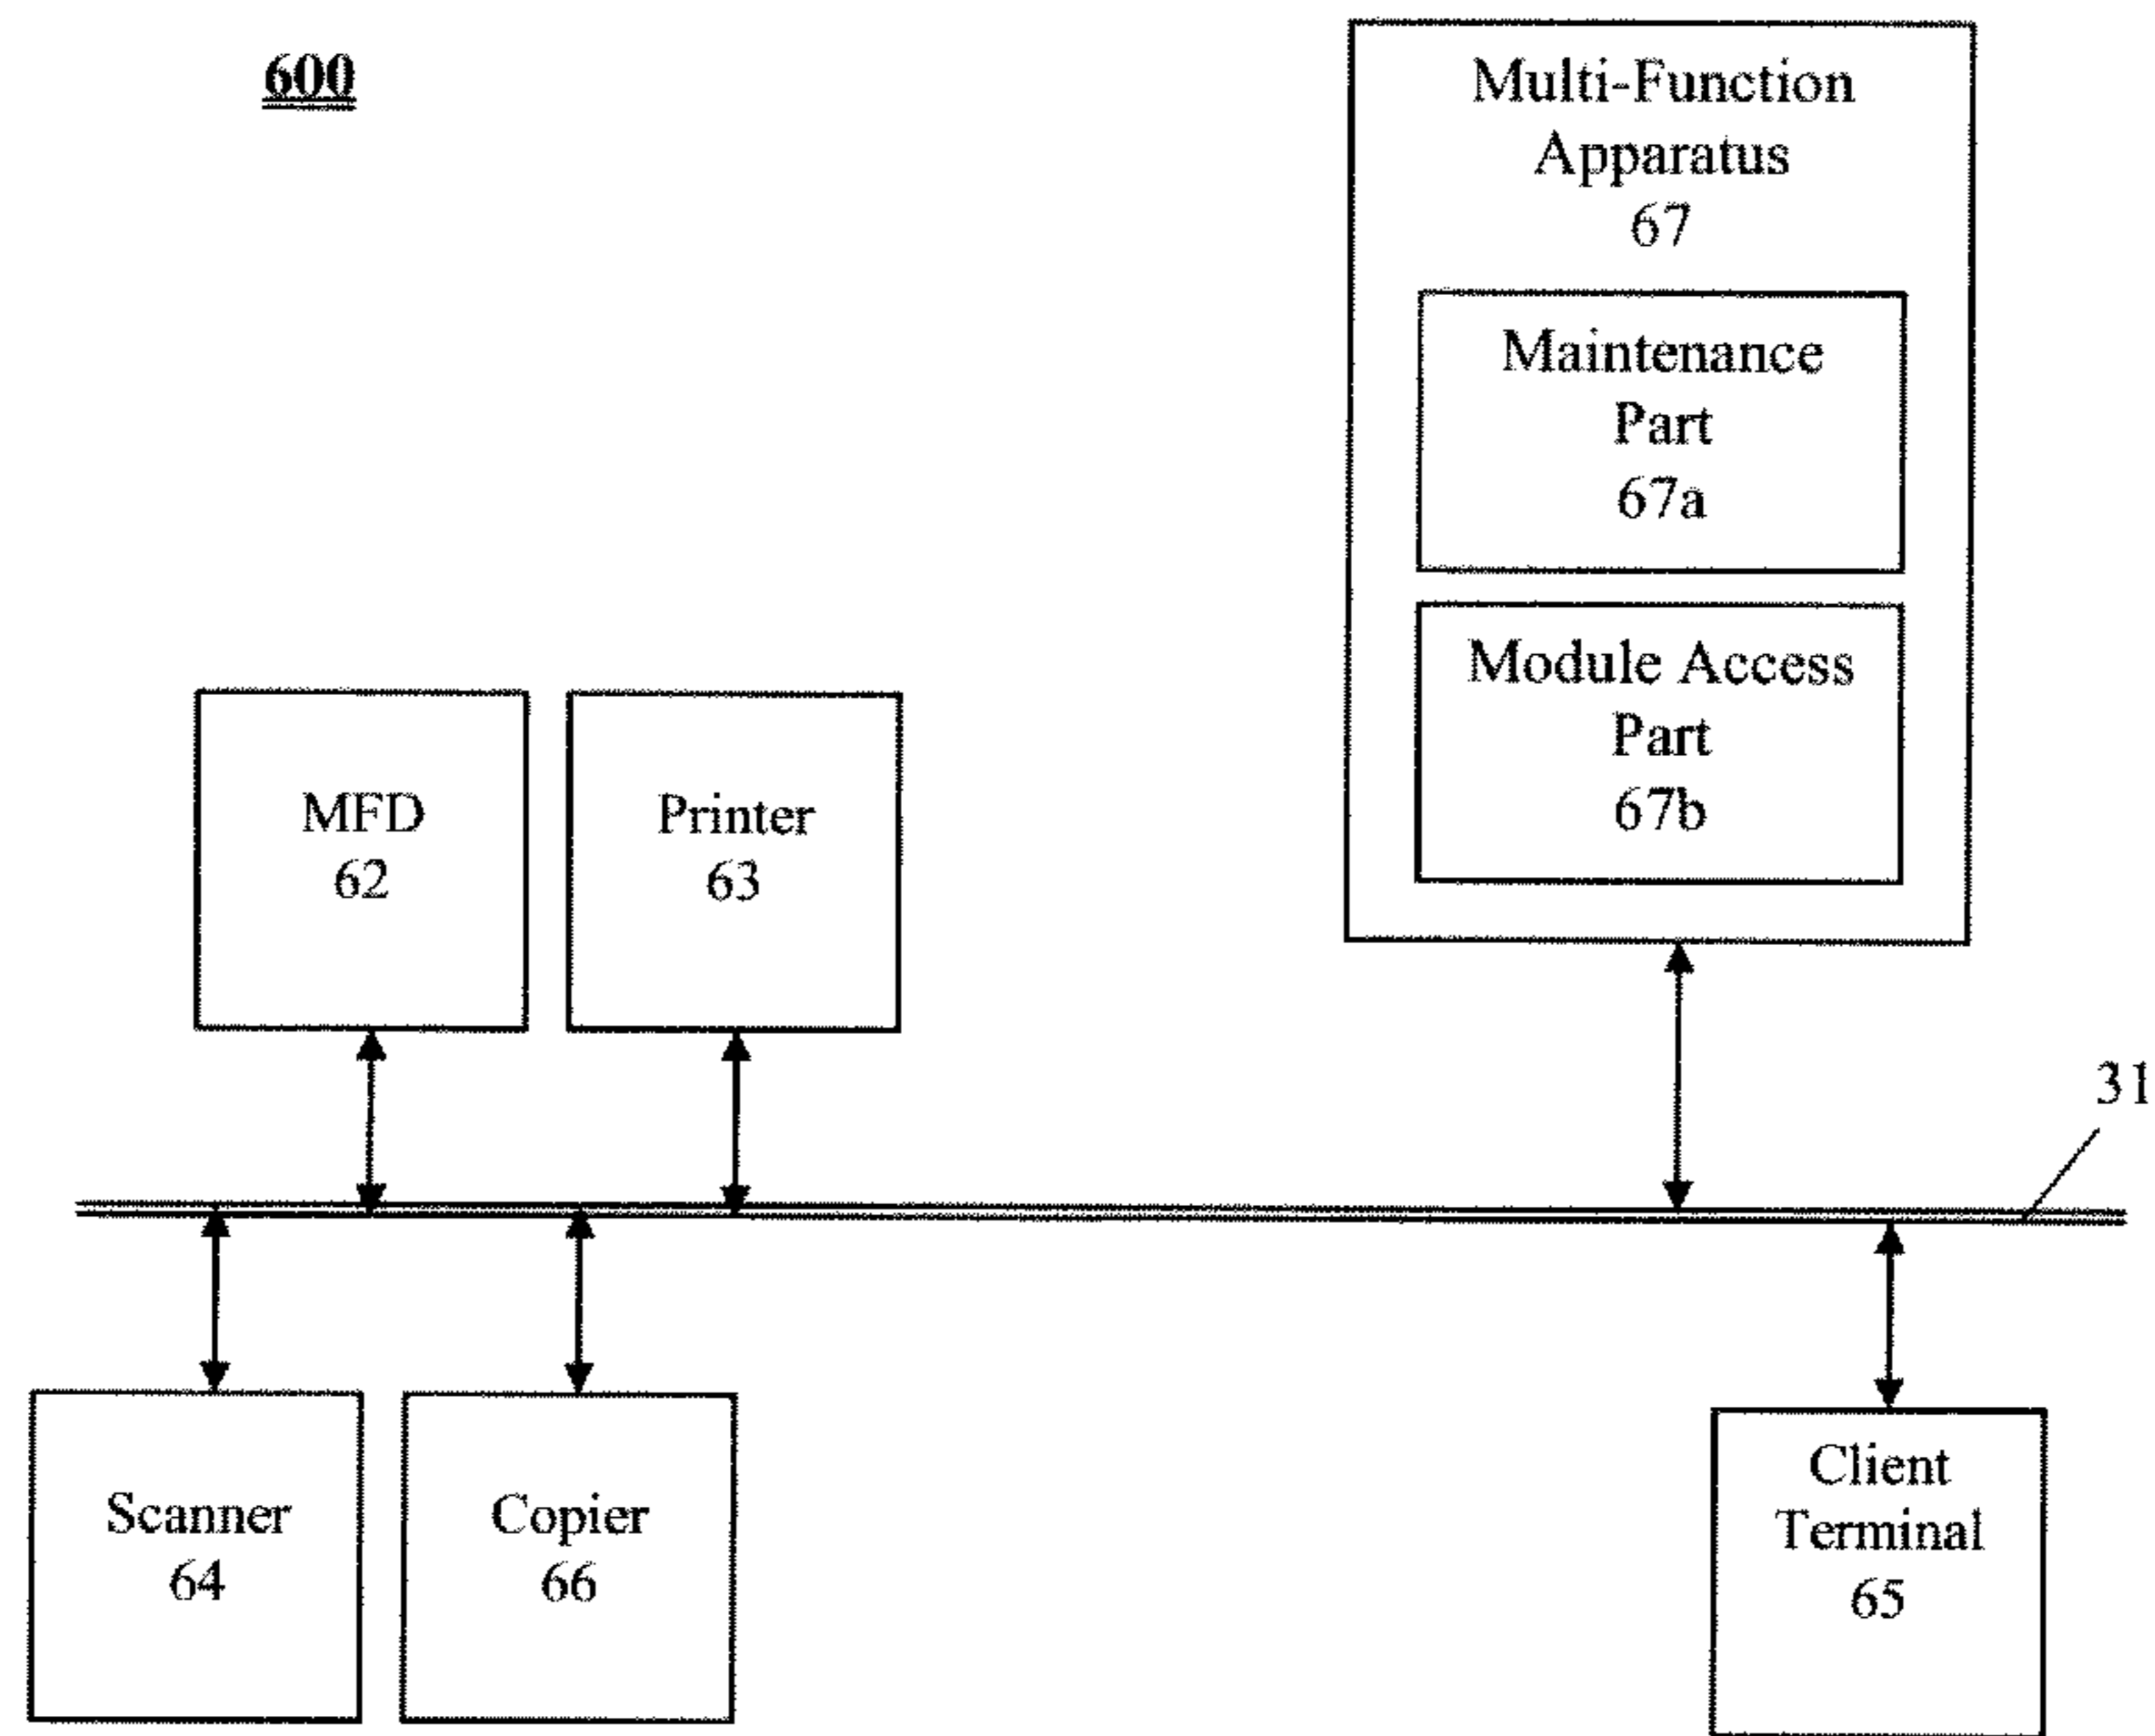 600
Multi-Function
Apparatus
67
Maintenance
Part
67a
Module Access
Part
67b
MFD
62
Printer
63
31
Scanner
64
Copier
66
Client
Terminal
65